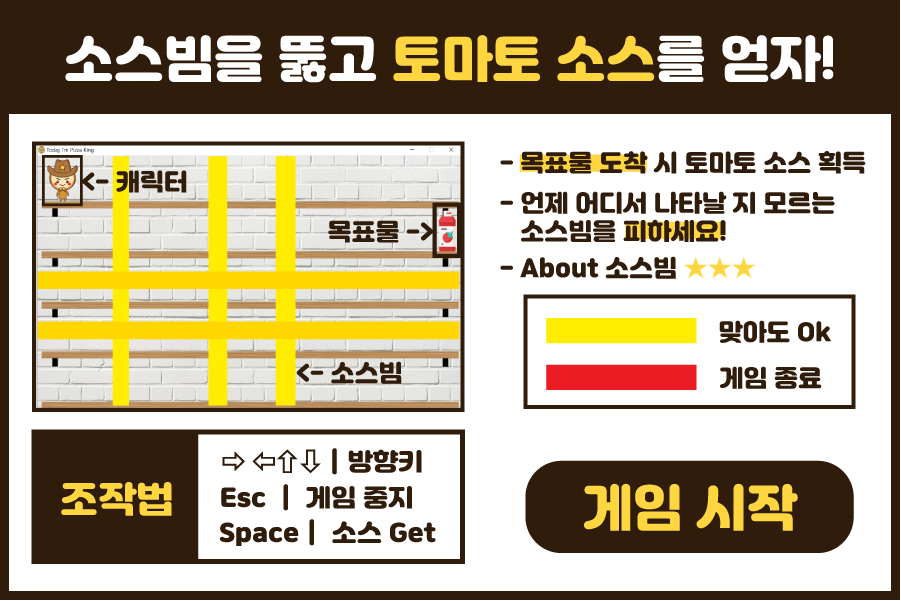 소스빔을 뚫고 토마토 소스를 얻자!
Today I'm Pizza King
<- 캐릭터
목표물 ->
<- 소스빔
- 목표물 도착 시 토마토 소스 획득
- 언제 어디서 나타날 지 모르는
소스빔을 피하세요!
- About 소스빔 ★★★
맞아도 Ok
게임 종료
조작법
⇨ ⇦⇧⇩ | 방향키
Esc | 게임 중지
Space | 소스 Get
게임 시작